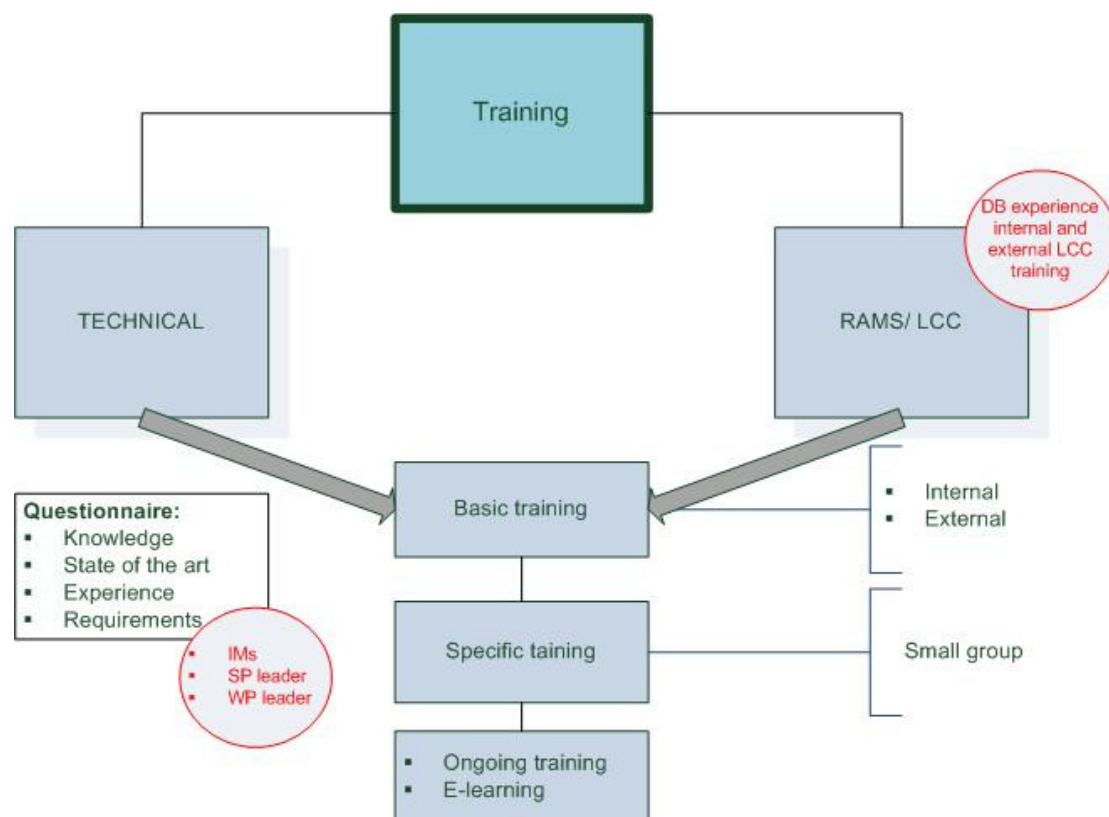 Training
DB experience
internal and
external LCC
training
TECHNICAL
RAMS/ LCC
Basic training
▪ Internal
▪ External
Questionnaire:
▪ Knowledge
▪ State of the art
▪ Experience
▪ Requirements
▪ IMs
▪ SP leader
▪ WP leader
Specific taining
Small group
▪ Ongoing training
▪ E-learning